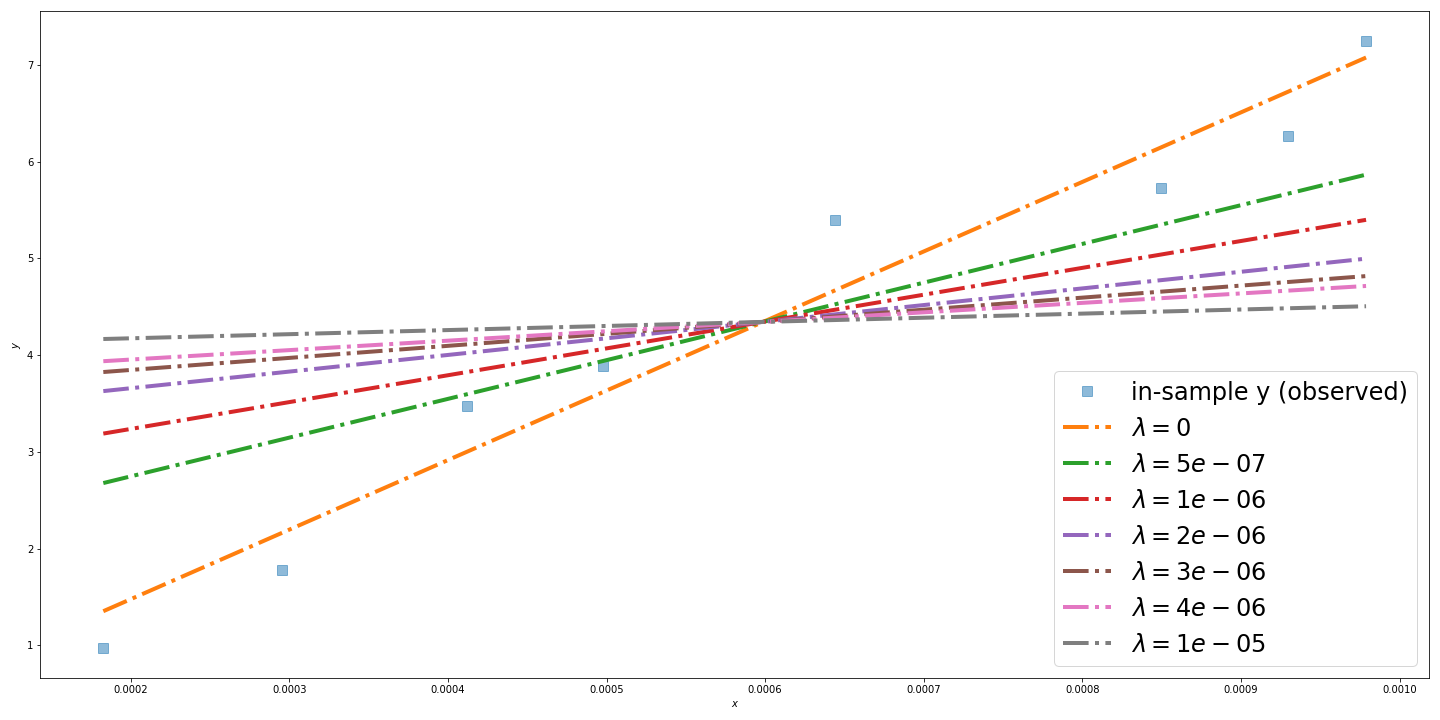 7
6
5
4
3
2
1
y
0.0002 0.0003 0.0004 0.0005 0.0006 0.0007 0.0008 0.0009 0.0010
x
in-sample y (observed)
λ = 0
λ = 5e − 07
λ = 1e − 06
λ = 2e − 06
λ = 3e − 06
λ = 4e − 06
λ = 1e − 05